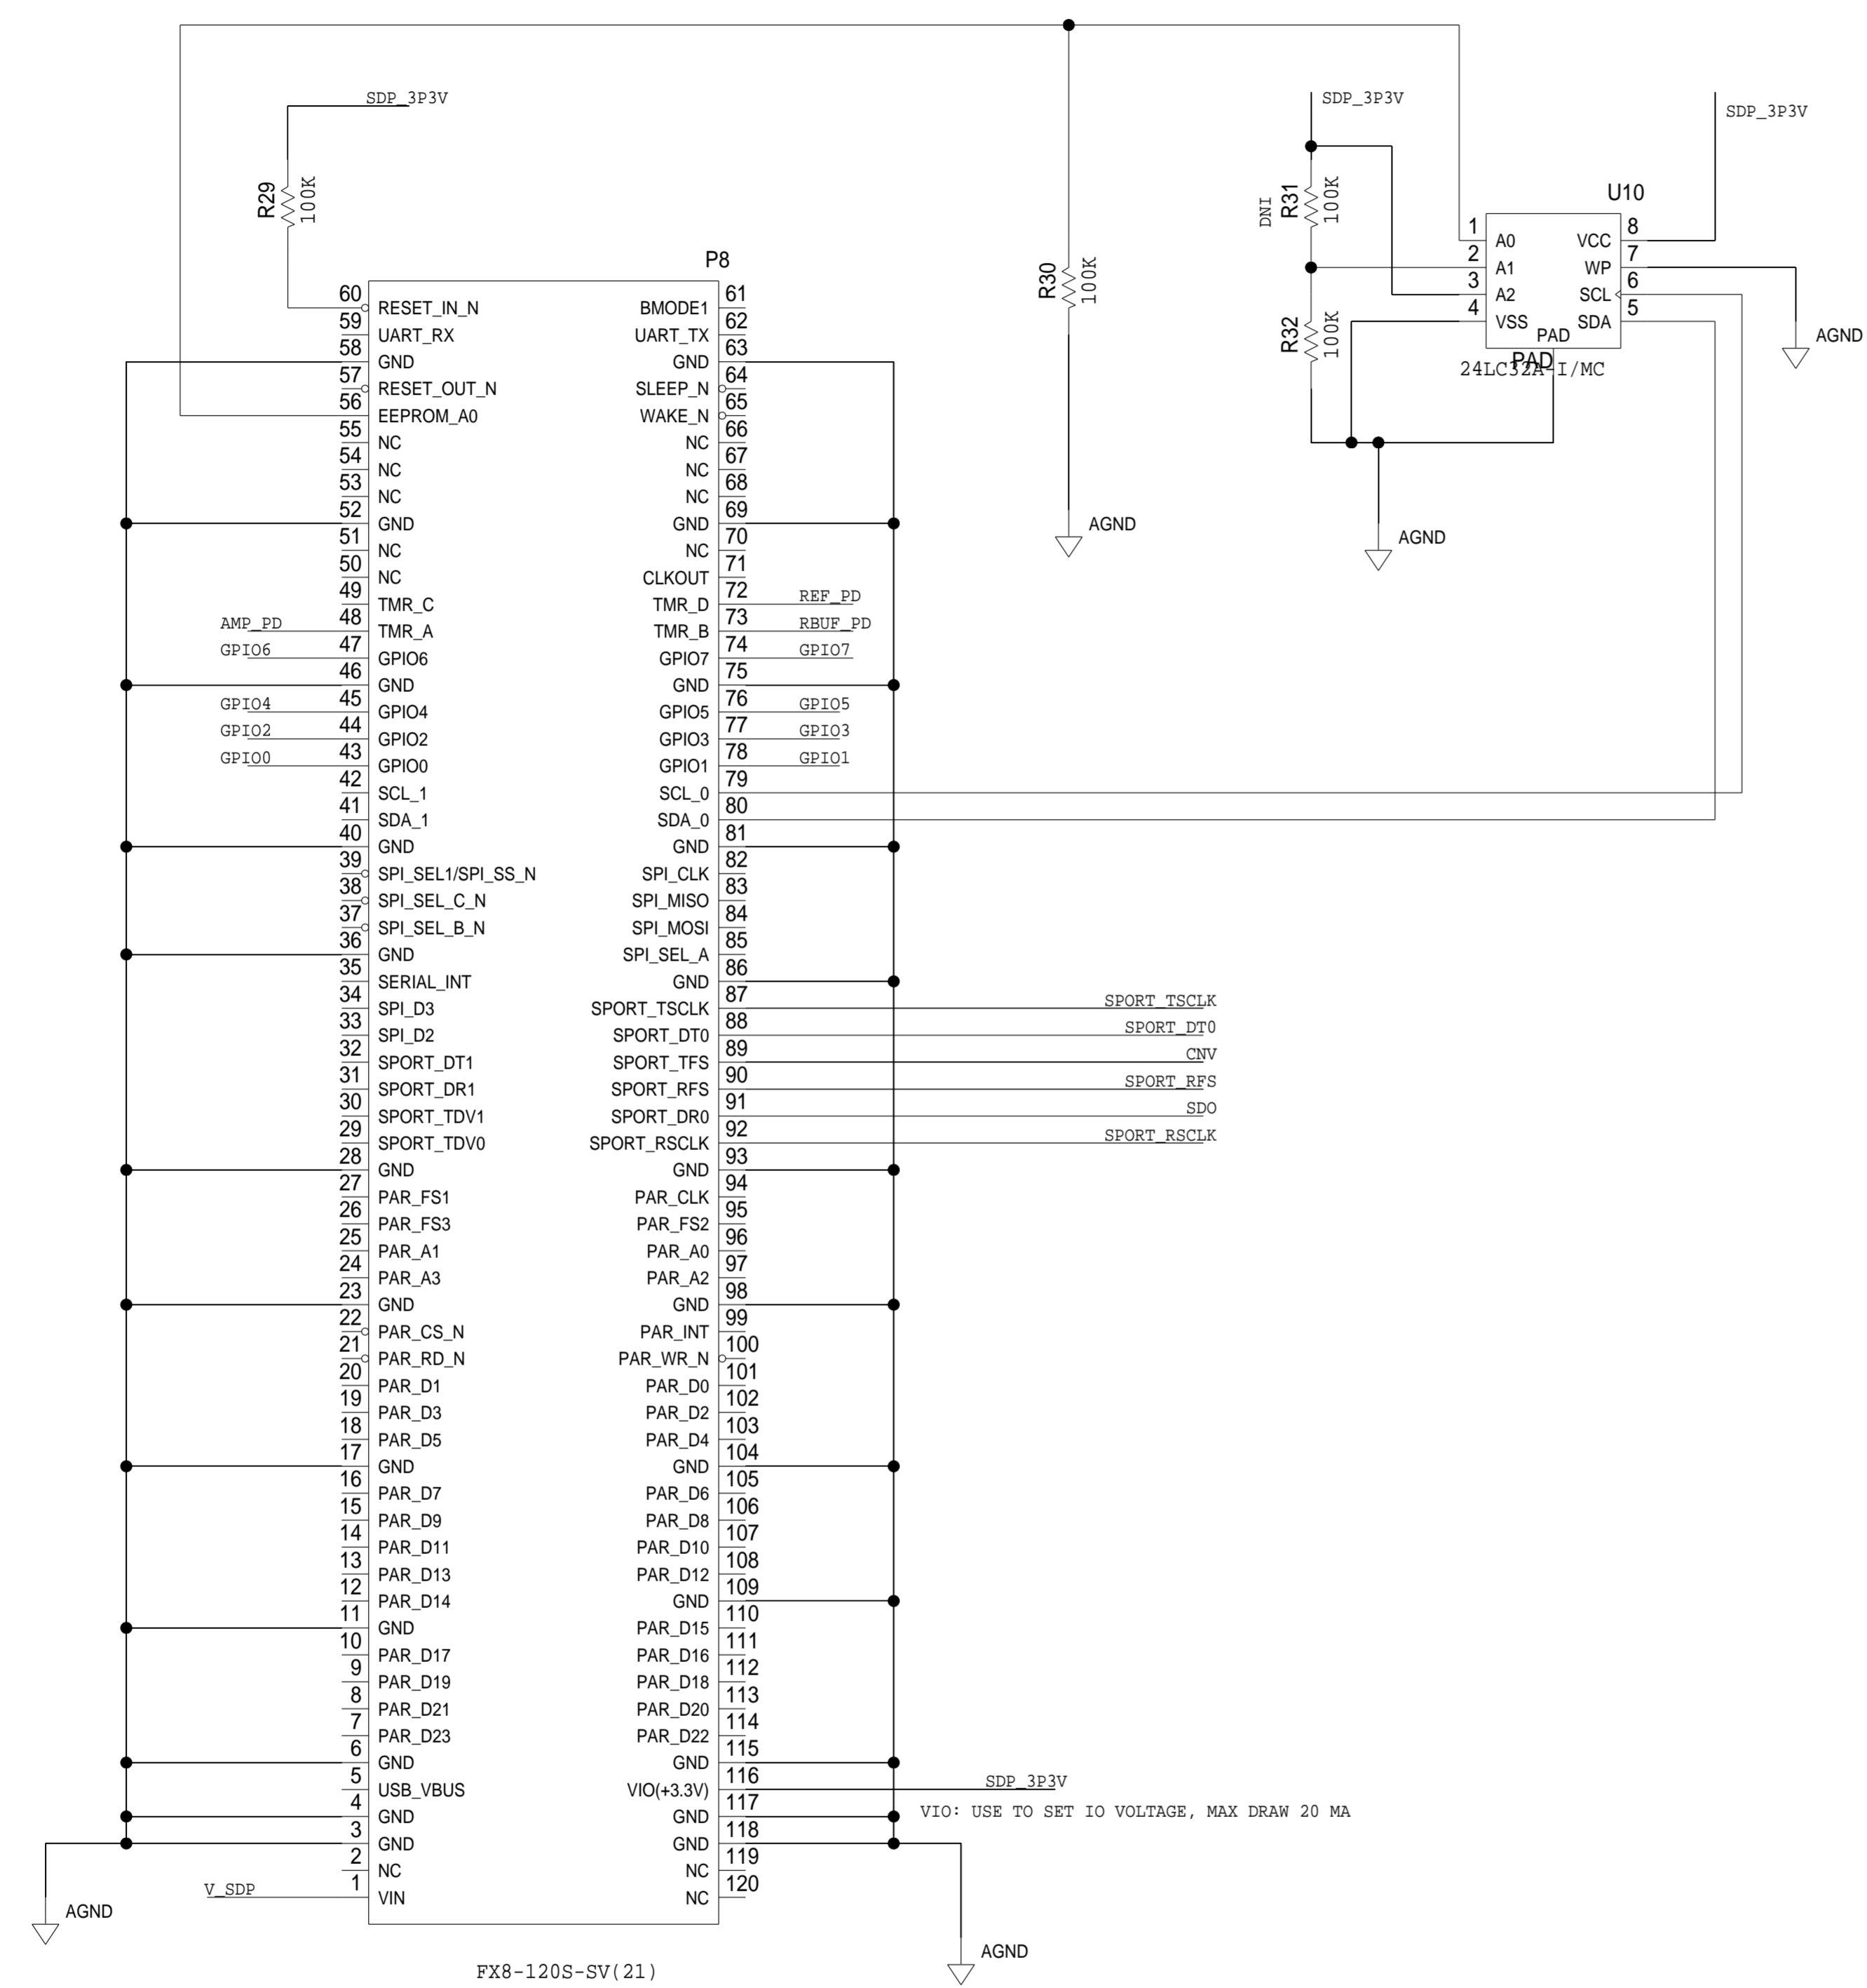 SDP_3P3V
SDP_3P3V
SDP_3P3V
R29
100K
DNI
R31
100K
U10
1 A0 VCC 8
2 A1 WP 7
3 A2 SCL 6
4 VSS SDA 5
PAD
PAD
24LC32A-I/MC
R30
100K
R32
100K
AGND
AGND
AGND
P8
60 RESET_IN_N BMODE1 61
59 UART_RX UART_TX 62
58 GND GND 63
57 RESET_OUT_N SLEEP_N 64
56 EEPROM_A0 WAKE_N 65
55 NC NC 66
54 NC NC 67
53 NC NC 68
52 GND GND 69
51 NC NC 70
50 NC CLKOUT 71
49 TMR_C TMR_D 72 REF_PD
AMP_PD 48 TMR_A TMR_B 73 RBUF_PD
GPIO6 47 GPIO6 GPIO7 74 GPIO7
46 GND GND 75
GPIO4 45 GPIO4 GPIO5 76 GPIO5
GPIO2 44 GPIO2 GPIO3 77 GPIO3
GPIO0 43 GPIO0 GPIO1 78 GPIO1
42 SCL_1 SCL_0 79
41 SDA_1 SDA_0 80
40 GND GND 81
39 SPI_SEL1/SPI_SS_N SPI_CLK 82
38 SPI_SEL_C_N SPI_MISO 83
37 SPI_SEL_B_N SPI_MOSI 84
36 GND SPI_SEL_A 85
35 SERIAL_INT GND 86
34 SPI_D3 SPORT_TSCLK 87 SPORT_TSCLK
33 SPI_D2 SPORT_DT0 88 SPORT_DT0
32 SPORT_DT1 SPORT_TFS 89 CNV
31 SPORT_DR1 SPORT_RFS 90 SPORT_RFS
30 SPORT_TDV1 SPORT_DR0 91 SDO
29 SPORT_TDV0 SPORT_RSCLK 92 SPORT_RSCLK
28 GND GND 93
27 PAR_FS1 PAR_CLK 94
26 PAR_FS3 PAR_FS2 95
25 PAR_A1 PAR_A0 96
24 PAR_A3 PAR_A2 97
23 GND GND 98
22 PAR_CS_N PAR_INT 99
21 PAR_RD_N PAR_WR_N 100
20 PAR_D1 PAR_D0 101
19 PAR_D3 PAR_D2 102
18 PAR_D5 PAR_D4 103
17 GND GND 104
16 PAR_D7 PAR_D6 105
15 PAR_D9 PAR_D8 106
14 PAR_D11 PAR_D10 107
13 PAR_D13 PAR_D12 108
12 PAR_D14 GND 109
11 GND PAR_D15 110
10 PAR_D17 PAR_D16 111
9 PAR_D19 PAR_D18 112
8 PAR_D21 PAR_D20 113
7 PAR_D23 PAR_D22 114
6 GND GND 115
5 USB_VBUS VIO(+3.3V) 116 SDP_3P3V
VIO: USE TO SET IO VOLTAGE, MAX DRAW 20 MA
4 GND GND 117
3 GND GND 118
2 NC NC 119
V_SDP 1 VIN NC 120
AGND
AGND
FX8-120S-SV(21)